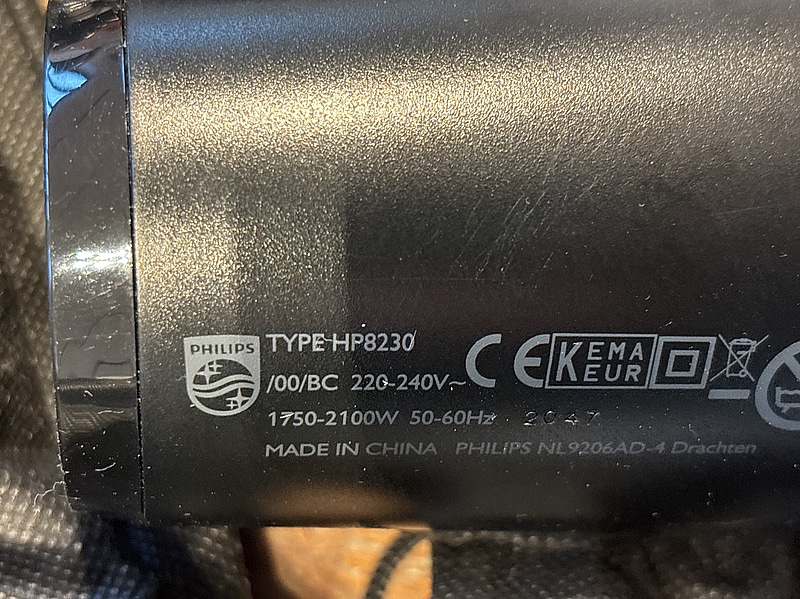 PHILIPS
TYPE HP8230
/00/BC 220-240V~
1750-2100W 50-60Hz 2047
MADE IN CHINA PHILIPS NL9206AD-4 Drachten
CE
KEMA
KEUR